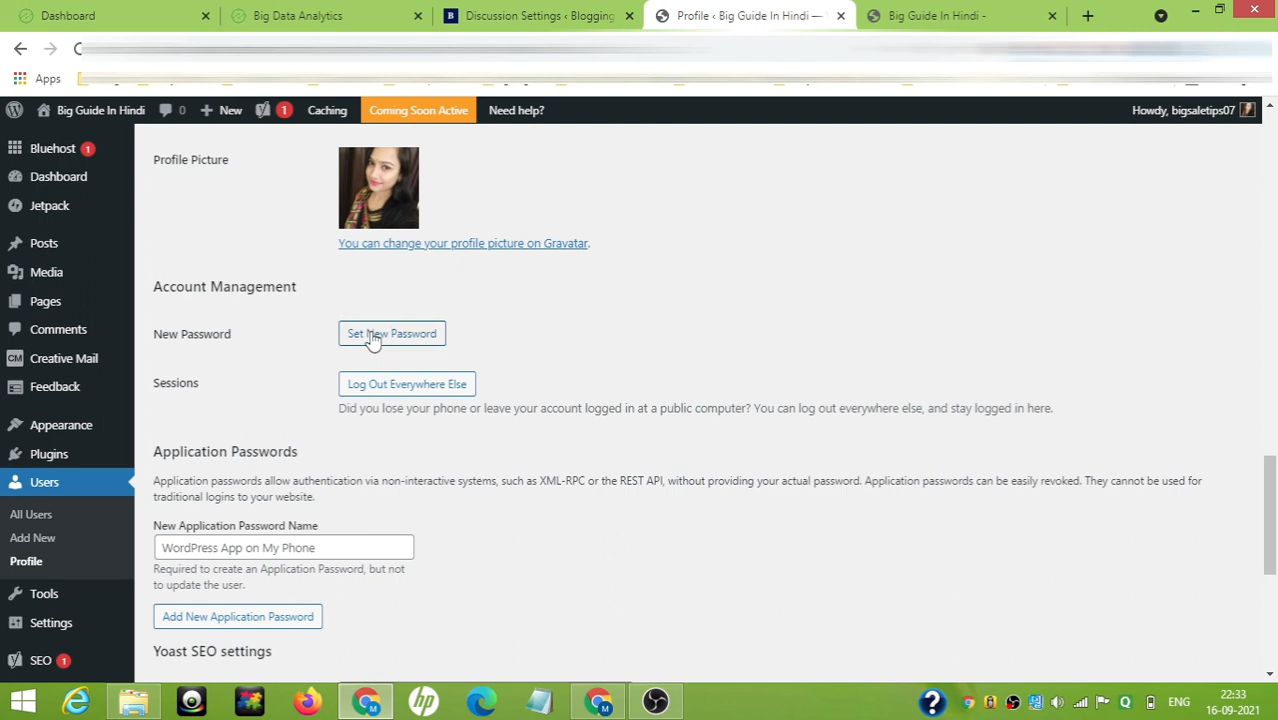 Dashboard
Big Data Analytics
B Discussion Settings ‹ Blogging
Profile ‹ Big Guide In Hindi —
Big Guide In Hindi -
Apps
Big Guide In Hindi
0
New
1
Caching
Coming Soon Active
Need help?
Howdy, bigsaletips07
Bluehost 1
Dashboard
Jetpack
Posts
Media
Pages
Comments
CM Creative Mail
Feedback
Appearance
Plugins
Users
All Users
Add New
Profile
Tools
Settings
SEO 1
Profile Picture
You can change your profile picture on Gravatar.
Account Management
New Password
Set New Password
Sessions
Log Out Everywhere Else
Did you lose your phone or leave your account logged in at a public computer? You can log out everywhere else, and stay logged in here.
Application Passwords
Application passwords allow authentication via non-interactive systems, such as XML-RPC or the REST API, without providing your actual password. Application passwords can be easily revoked. They cannot be used for
traditional logins to your website.
New Application Password Name
WordPress App on My Phone
Required to create an Application Password, but not
to update the user.
Add New Application Password
Yoast SEO settings
hp
M
M
?
Q
ENG
22:33
16-09-2021